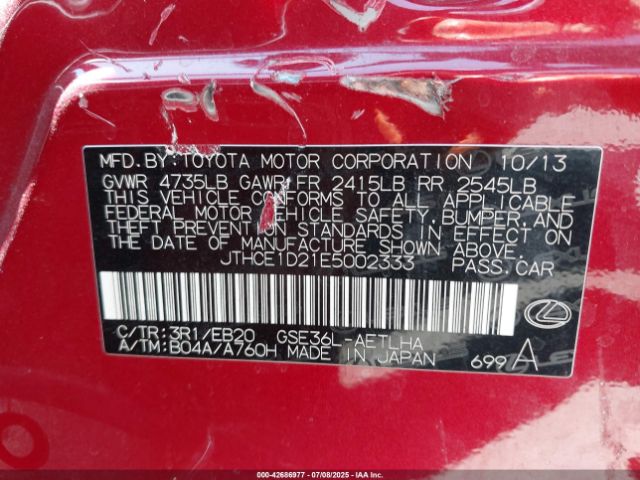 MFD.BY:TOYOTA MOTOR CORPORATION 10/13
GVWR 4735LB GAWR FR 2415LB RR 2545LB
THIS VEHICLE CONFORMS TO ALL APPLICABLE
FEDERAL MOTOR VEHICLE SAFETY, BUMPER, AND
THEFT PREVENTION STANDARDS IN EFFECT ON
THE DATE OF MANUFACTURE SHOWN ABOVE.
JTHCE1D21E5002333 PASS.CAR
C/TR:3R1/EB20 GSE36L-AETLHA
A/TM:B04A/A760H MADE IN JAPAN 699A
000-42686977 - 07/08/2025 - IAAI.COM